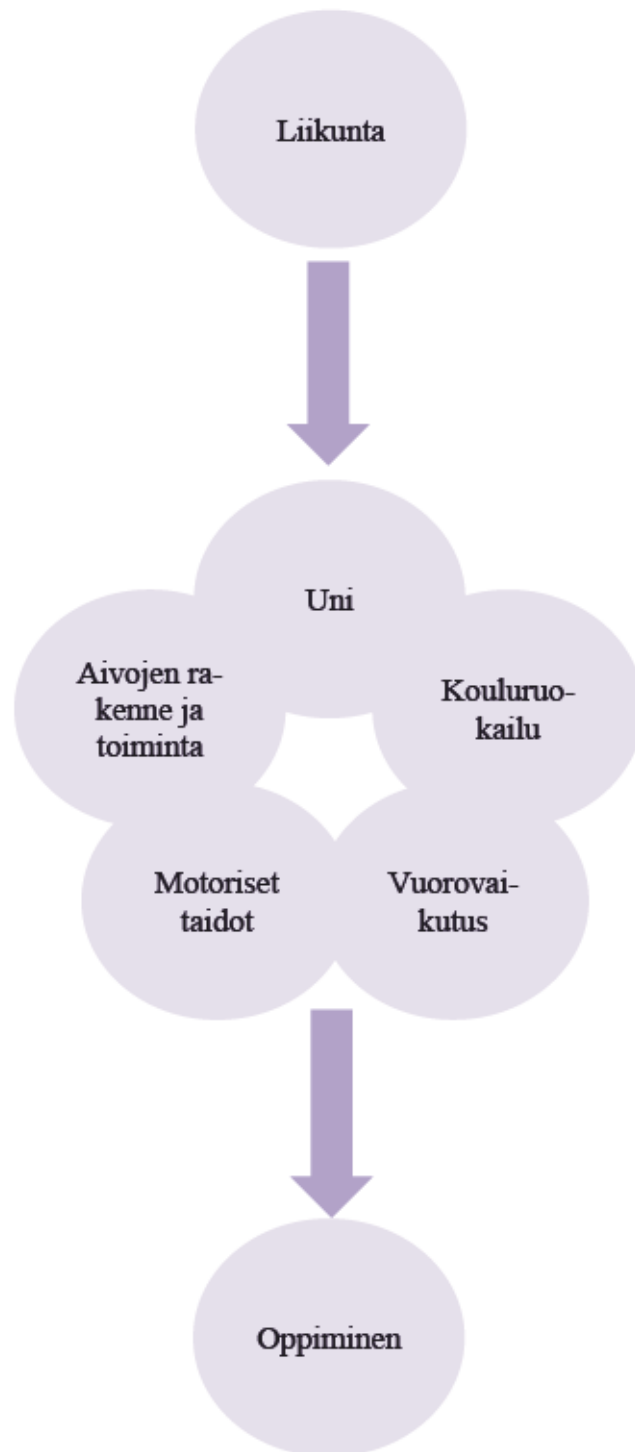 Liikunta
Uni
Aivojen ra-
kenne ja
toiminta
Kouluruo-
kailu
Motoriset
taidot
Vuorovai-
kutus
Oppiminen